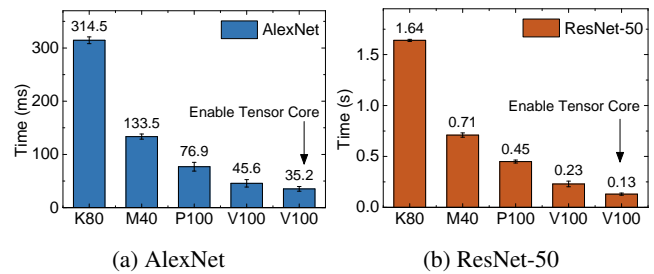 314.5
AlexNet
300
Time (ms)
200
133.5
Enable Tensor Core
100
76.9
45.6
35.2
0
K80 M40 P100 V100 V100
(a) AlexNet
1.64
ResNet-50
1.5
Time (s)
1.0
0.71
Enable Tensor Core
0.5
0.45
0.23
0.13
0.0
K80 M40 P100 V100 V100
(b) ResNet-50